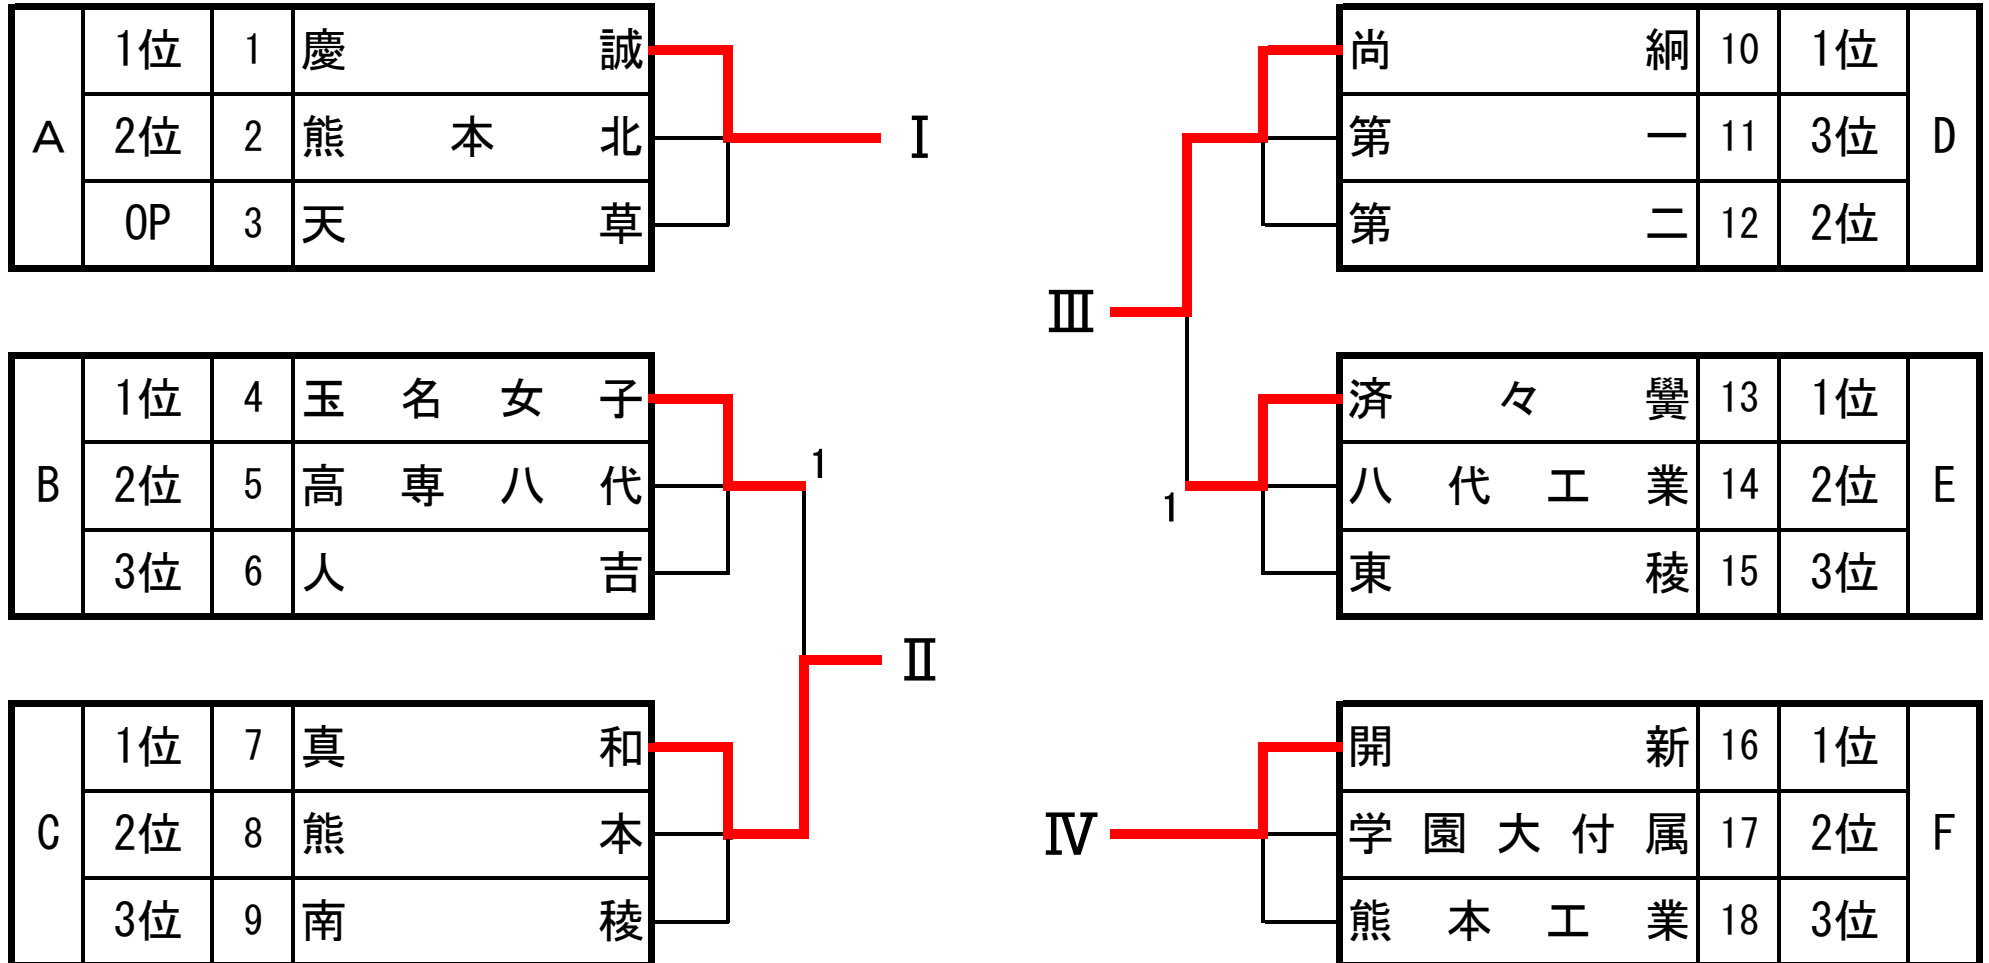 A
1位 1 慶誠
2位 2 熊本北
OP 3 天草
Ⅰ
B
1位 4 玉名女子
2位 5 高専八代
3位 6 人吉
1
Ⅱ
C
1位 7 真和
2位 8 熊本
3位 9 南稜
尚絅 10 1位
第一 11 3位
第二 12 2位
D
Ⅲ
済々黌 13 1位
八代工業 14 2位
東稜 15 3位
E
1
開新 16 1位
学園大付属 17 2位
熊本工業 18 3位
F
Ⅳ